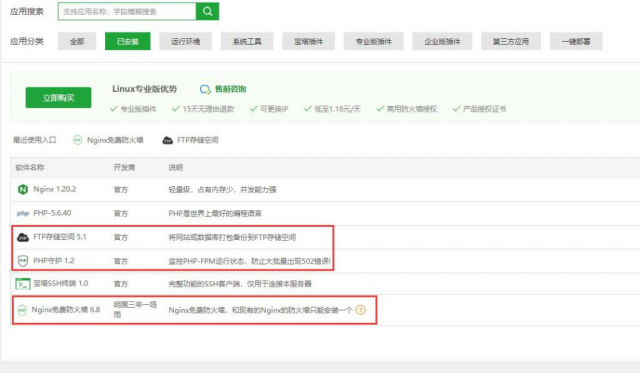 应用搜索 支持应用名称、字段模糊搜索
应用分类 全部 已安装 运行环境 系统工具 宝塔插件 专业版插件 企业版插件 第三方应用 一键部署
立即购买 Linux专业版优势 售前咨询
专业版插件 15天无理由退款 可更换IP 低至1.18元/天 商用防火墙授权 产品授权证书
最近使用入口 Nginx免费防火墙 FTP存储空间
软件名称 开发商 说明
Nginx 1.20.2 官方 轻量级，占有内存少，并发能力强
php PHP-5.6.40 官方 PHP是世界上最好的编程语言
FTP存储空间 5.1 官方 将网站或数据库打包备份到FTP存储空间
PHP守护 1.2 官方 监控PHP-FPM运行状态，防止大批量出现502错误!
宝塔SSH终端 1.0 官方 完整功能的SSH客户端，仅用于连接本服务器
Nginx免费防火墙 6.8 民国三年一场雨 Nginx免费防火墙，和现有的Nginx的防火墙只能安装一个 ?